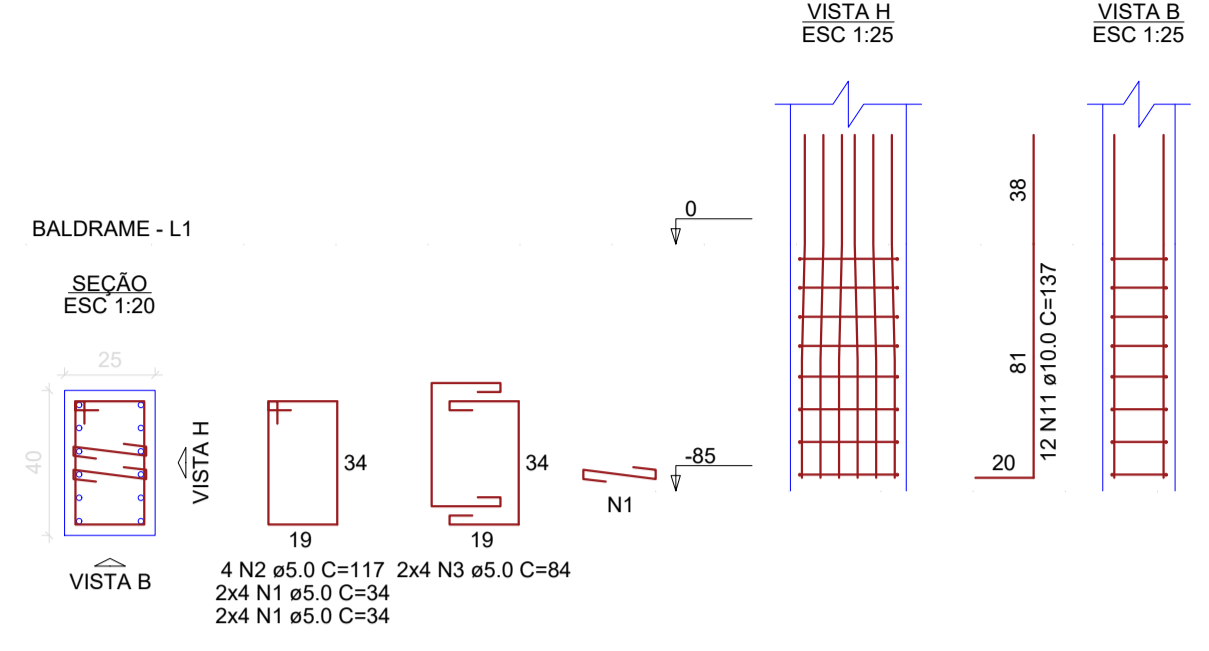 VISTA H
ESC 1:25
VISTA B
ESC 1:25
BALDRAME - L1
0
38
SEÇÃO
ESC 1:20
25
40
VISTA H
VISTA B
34
19
4 N2 ø5.0 C=117
2x4 N1 ø5.0 C=34
2x4 N1 ø5.0 C=34
34
19
2x4 N3 ø5.0 C=84
N1
-85
81
12 N11 ø10.0 C=137
20